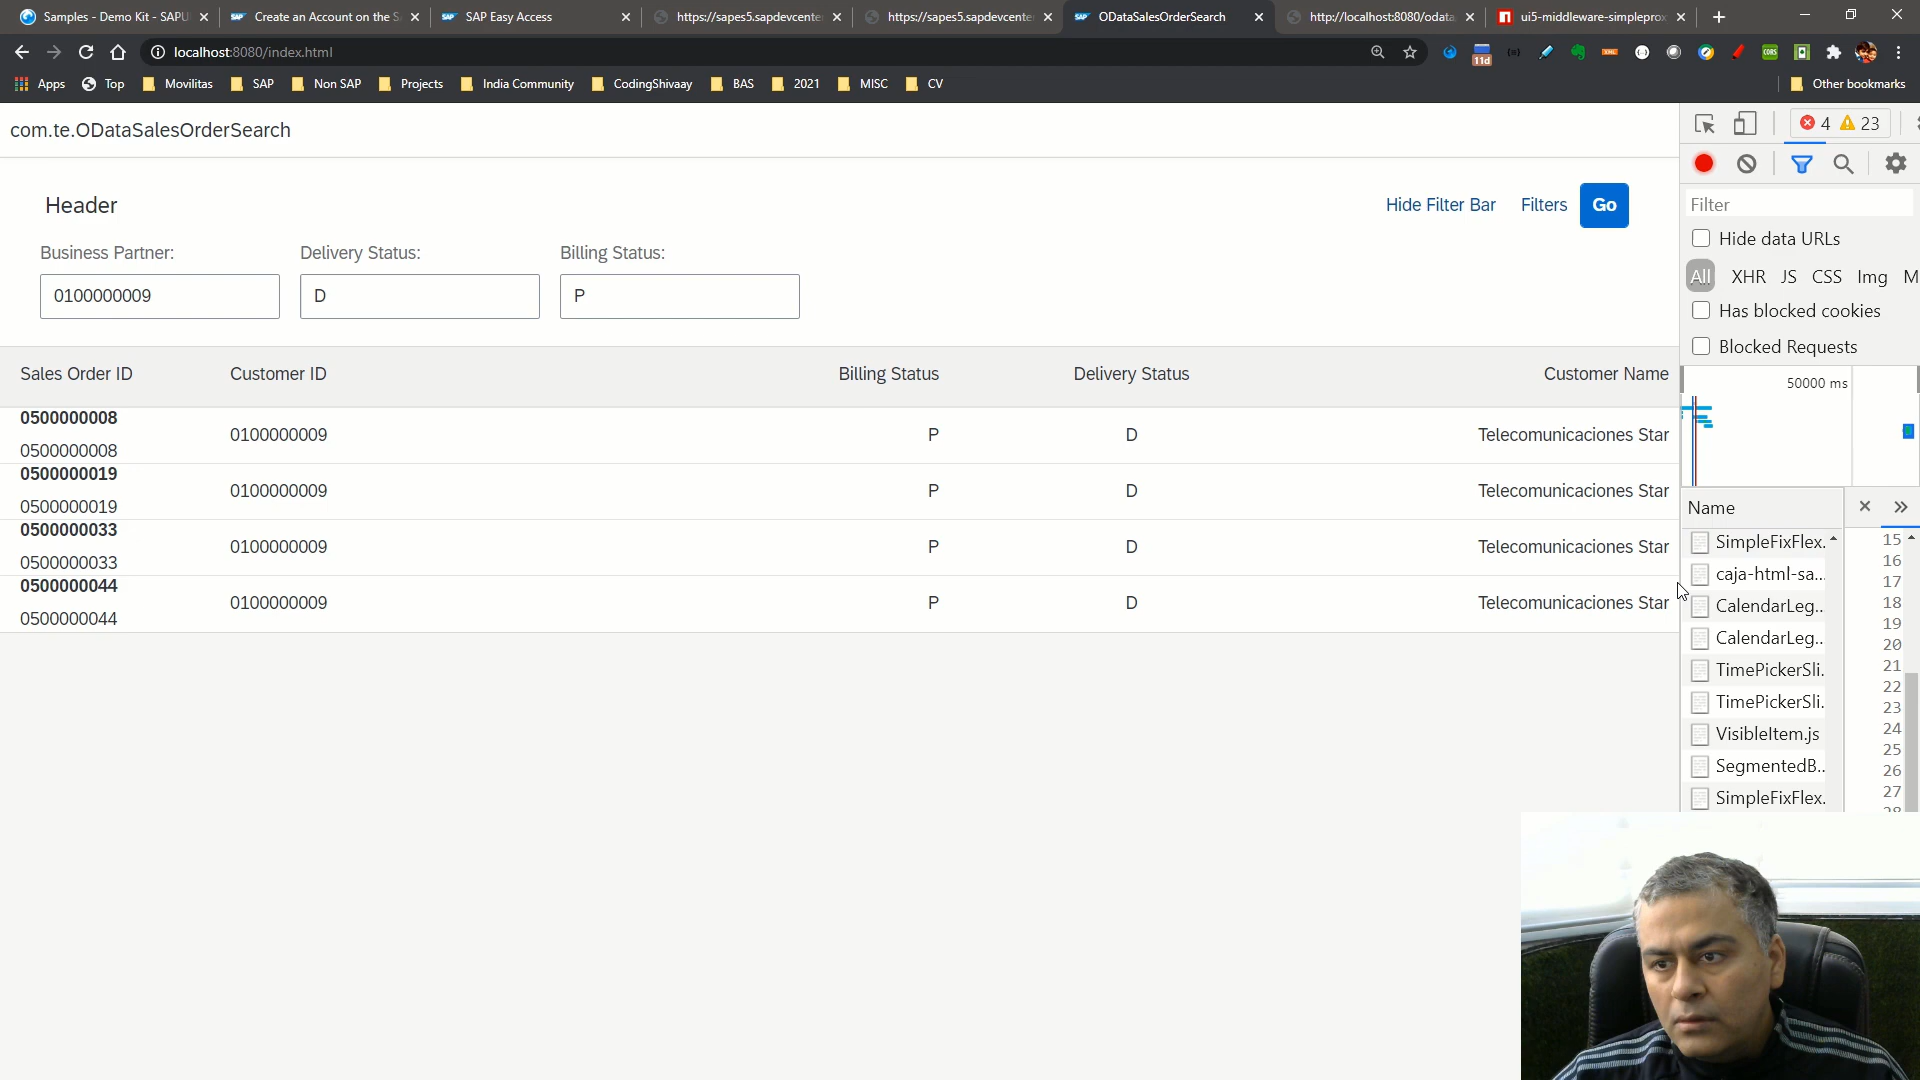 Samples - Demo Kit - SAPU
Create an Account on the S
SAP Easy Access
https://sapes5.sapdevcente
https://sapes5.sapdevcente
ODataSalesOrderSearch
http://localhost:8080/odata
ui5-middleware-simpleprox
localhost:8080/index.html
11d
Apps Top Movilitas SAP Non SAP Projects India Community CodingShivaay BAS 2021 MISC CV Other bookmarks
com.te.ODataSalesOrderSearch
4 23
Header
Hide Filter Bar Filters Go
Filter
Business Partner: Delivery Status: Billing Status:
Hide data URLs
0100000009 D P
All XHR JS CSS Img M
Has blocked cookies
Blocked Requests
Sales Order ID Customer ID Billing Status Delivery Status Customer Name
50000 ms
0500000008
0500000008 0100000009 P D Telecomunicaciones Star
0500000019
0500000019 0100000009 P D Telecomunicaciones Star
0500000033
0500000033 0100000009 P D Telecomunicaciones Star
0500000044
0500000044 0100000009 P D Telecomunicaciones Star
Name
SimpleFixFlex.
caja-html-sa...
CalendarLeg...
CalendarLeg...
TimePickerSli.
TimePickerSli.
VisibleItem.js
SegmentedB...
SimpleFixFlex.
15
16
17
18
19
20
21
22
23
24
25
26
27